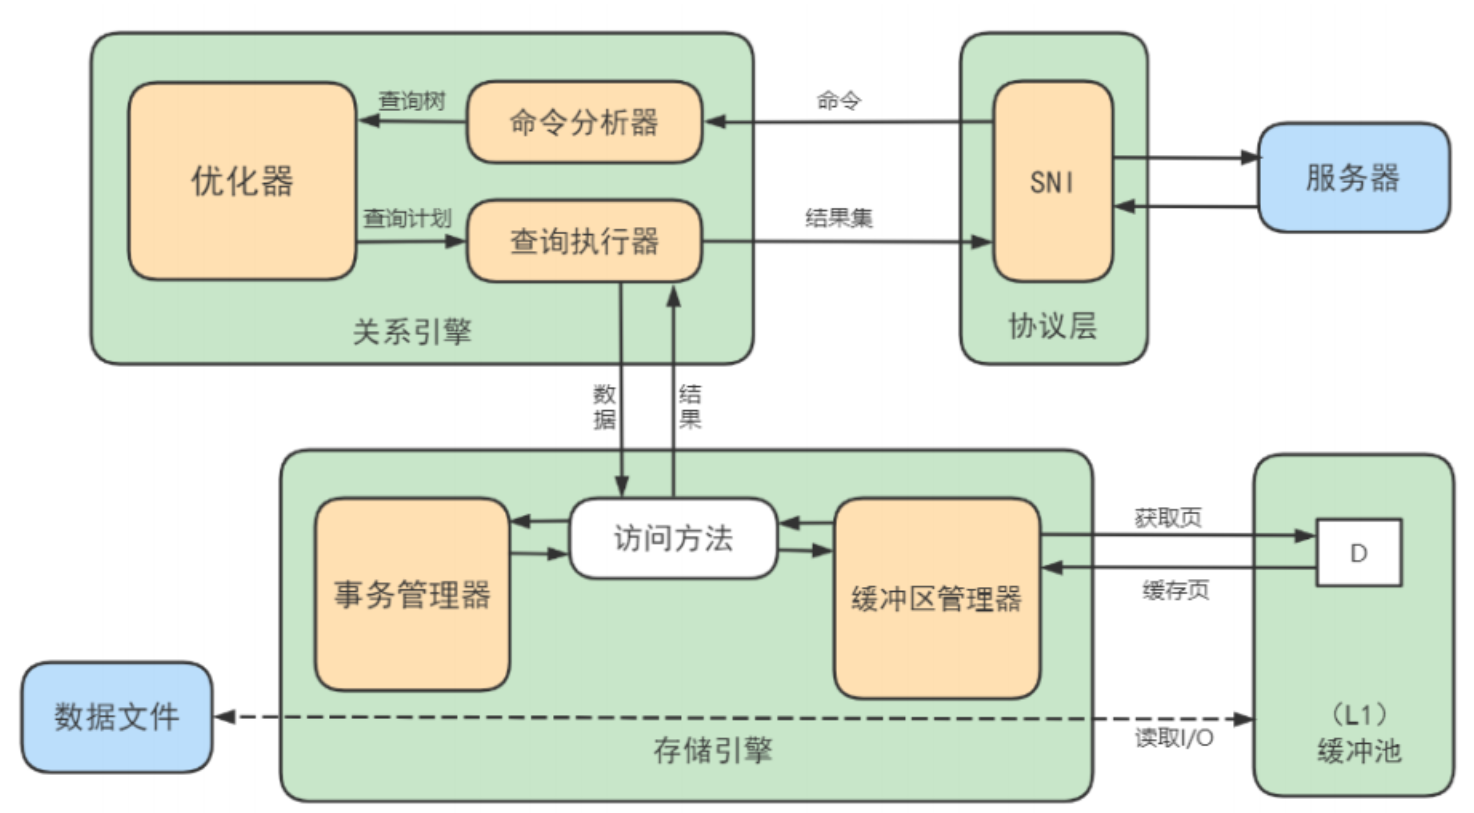 查询树
命令分析器
命令
优化器
SNI
服务器
查询计划
查询执行器
结果集
关系引擎
协议层
数据
结果
访问方法
获取页
D
事务管理器
缓冲区管理器
缓存页
数据文件
存储引擎
读取I/O
(L1)
缓冲池